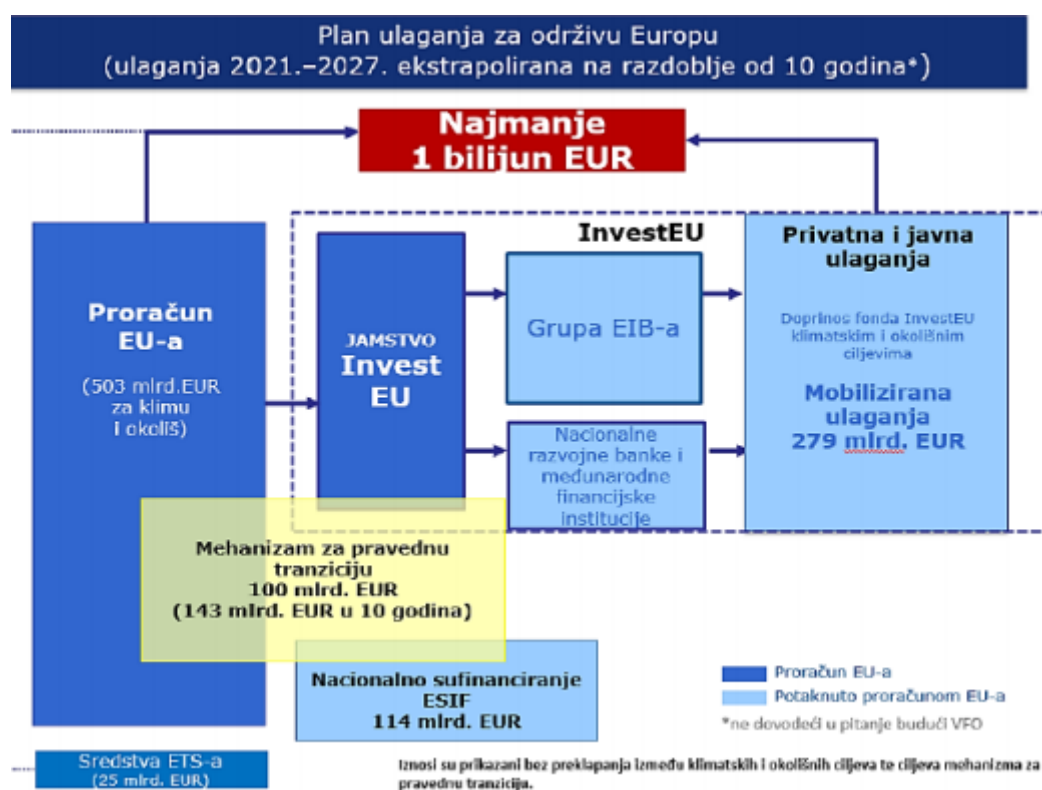 Plan ulaganja za održivu Europu
(ulaganja 2021.–2027. ekstrapolirana na razdoblje od 10 godina*)
Najmanje
1 bilijun EUR
Proračun
EU-a
(503 mlrd.EUR
za klimu
i okoliš)
JAMSTVO
Invest
EU
InvestEU
Grupa EIB-a
Nacionalne
razvojne banke i
međunarodne
financijske
institucije
Privatna i javna
ulaganja
Doprinos fonda InvestEU
klimatskim i okolišnim
ciljevima
Mobilizirana
ulaganja
279 mlrd. EUR
Mehanizam za pravednu
tranziciju
100 mlrd. EUR
(143 mlrd. EUR u 10 godina)
Nacionalno sufinanciranje
ESIF
114 mlrd. EUR
Proračun EU-a
Potaknuto proračunom EU-a
*ne dovodeći u pitanje budući VFO
Sredstva ETS-a
(25 mlrd. EUR)
Iznosi su prikazani bez preklapanja između klimatskih i okolišnih ciljeva te ciljeva mehanizma za
pravednu tranziciju.